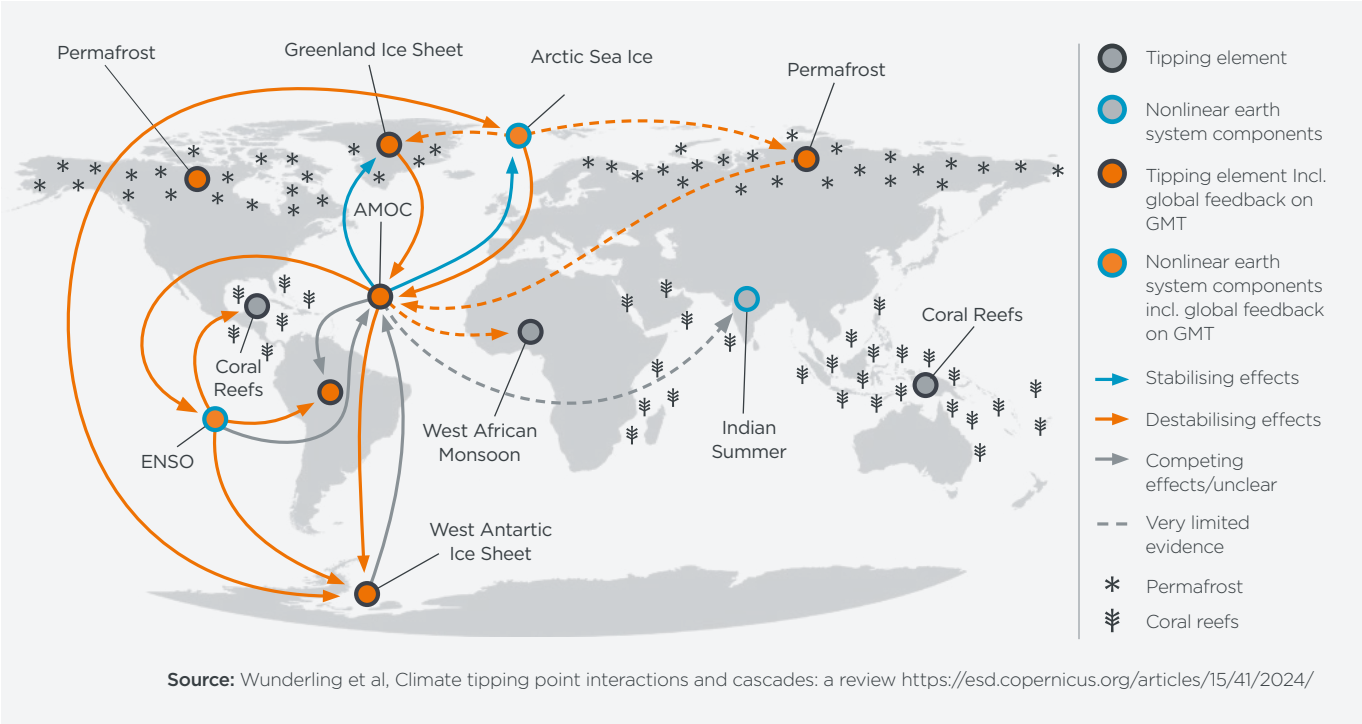 Permafrost
Greenland Ice Sheet
Arctic Sea Ice
Permafrost
AMOC
Coral
Reefs
ENSO
West African
Monsoon
Indian
Summer
Coral Reefs
West Antartic
Ice Sheet
Tipping element
Nonlinear earth
system components
Tipping element Incl.
global feedback on
GMT
Nonlinear earth
system components
incl. global feedback
on GMT
Stabilising effects
Destabilising effects
Competing
effects/unclear
Very limited
evidence
Permafrost
Coral reefs
Source: Wunderling et al, Climate tipping point interactions and cascades: a review https://esd.copernicus.org/articles/15/41/2024/